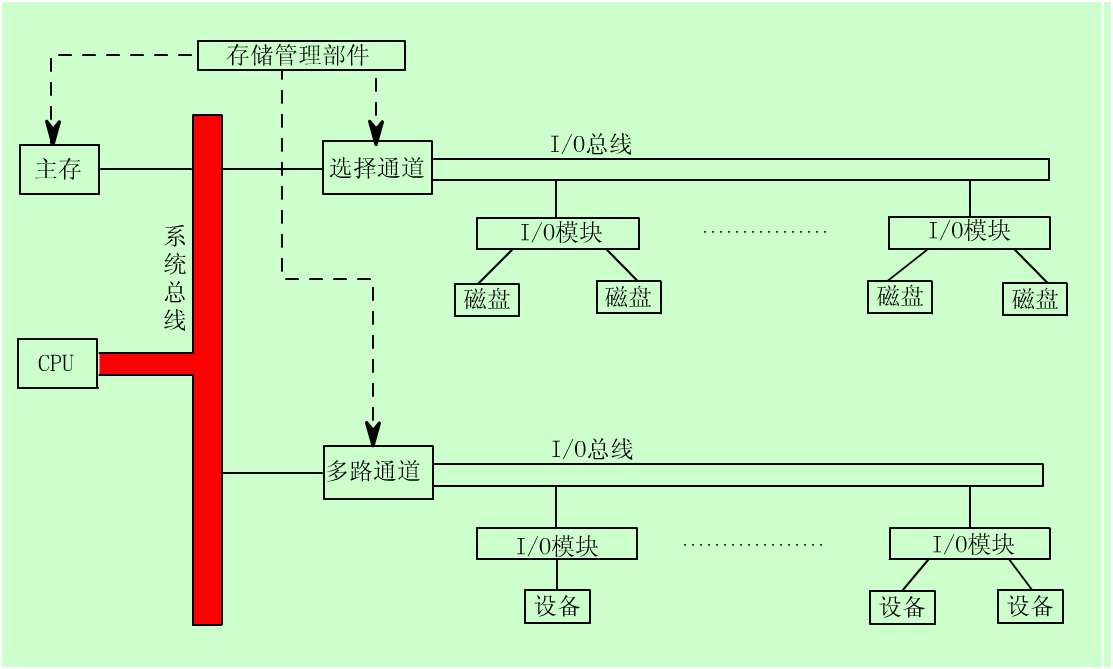 存储管理部件
主存
选择通道
I/O总线
I/O模块
I/O模块
磁盘
磁盘
磁盘
磁盘
系统总线
CPU
多路通道
I/O总线
I/O模块
I/O模块
设备
设备
设备